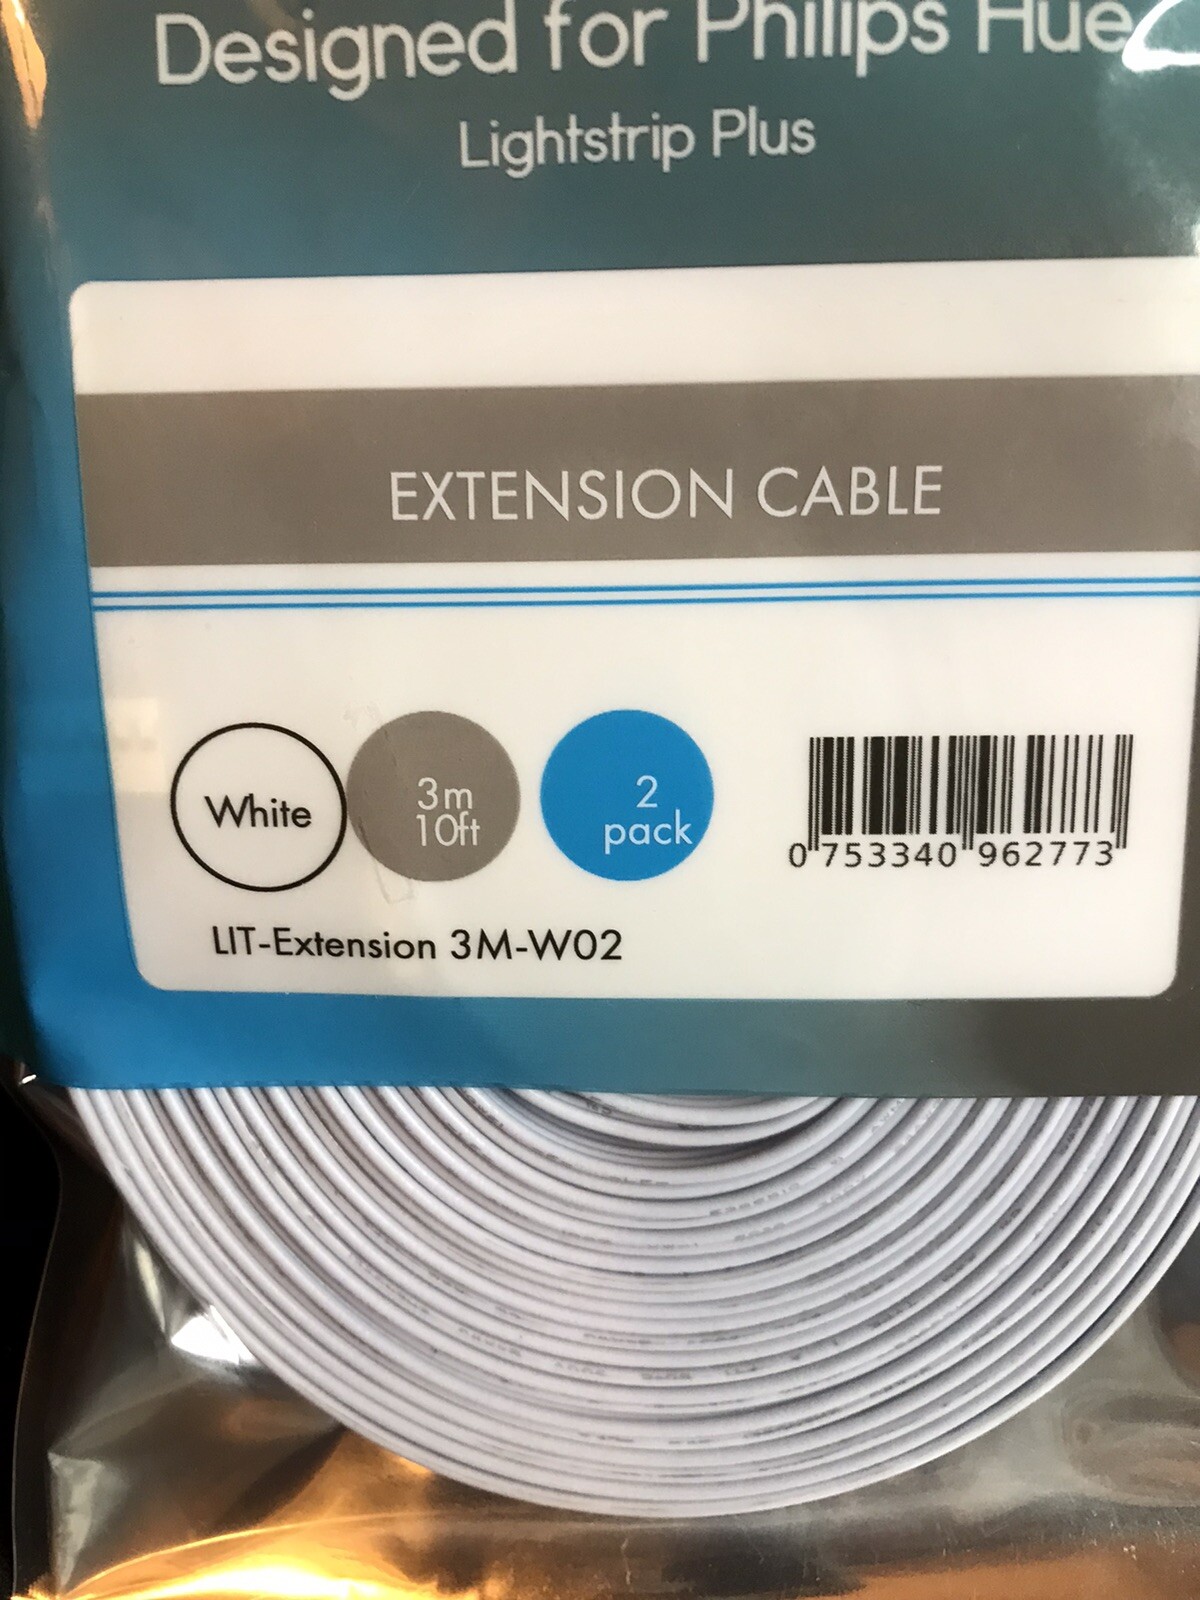 Designed for Philips Hue
Lightstrip Plus
EXTENSION CABLE
White
3m
10ft
2
pack
0 753340 962773
LIT-Extension 3M-W02